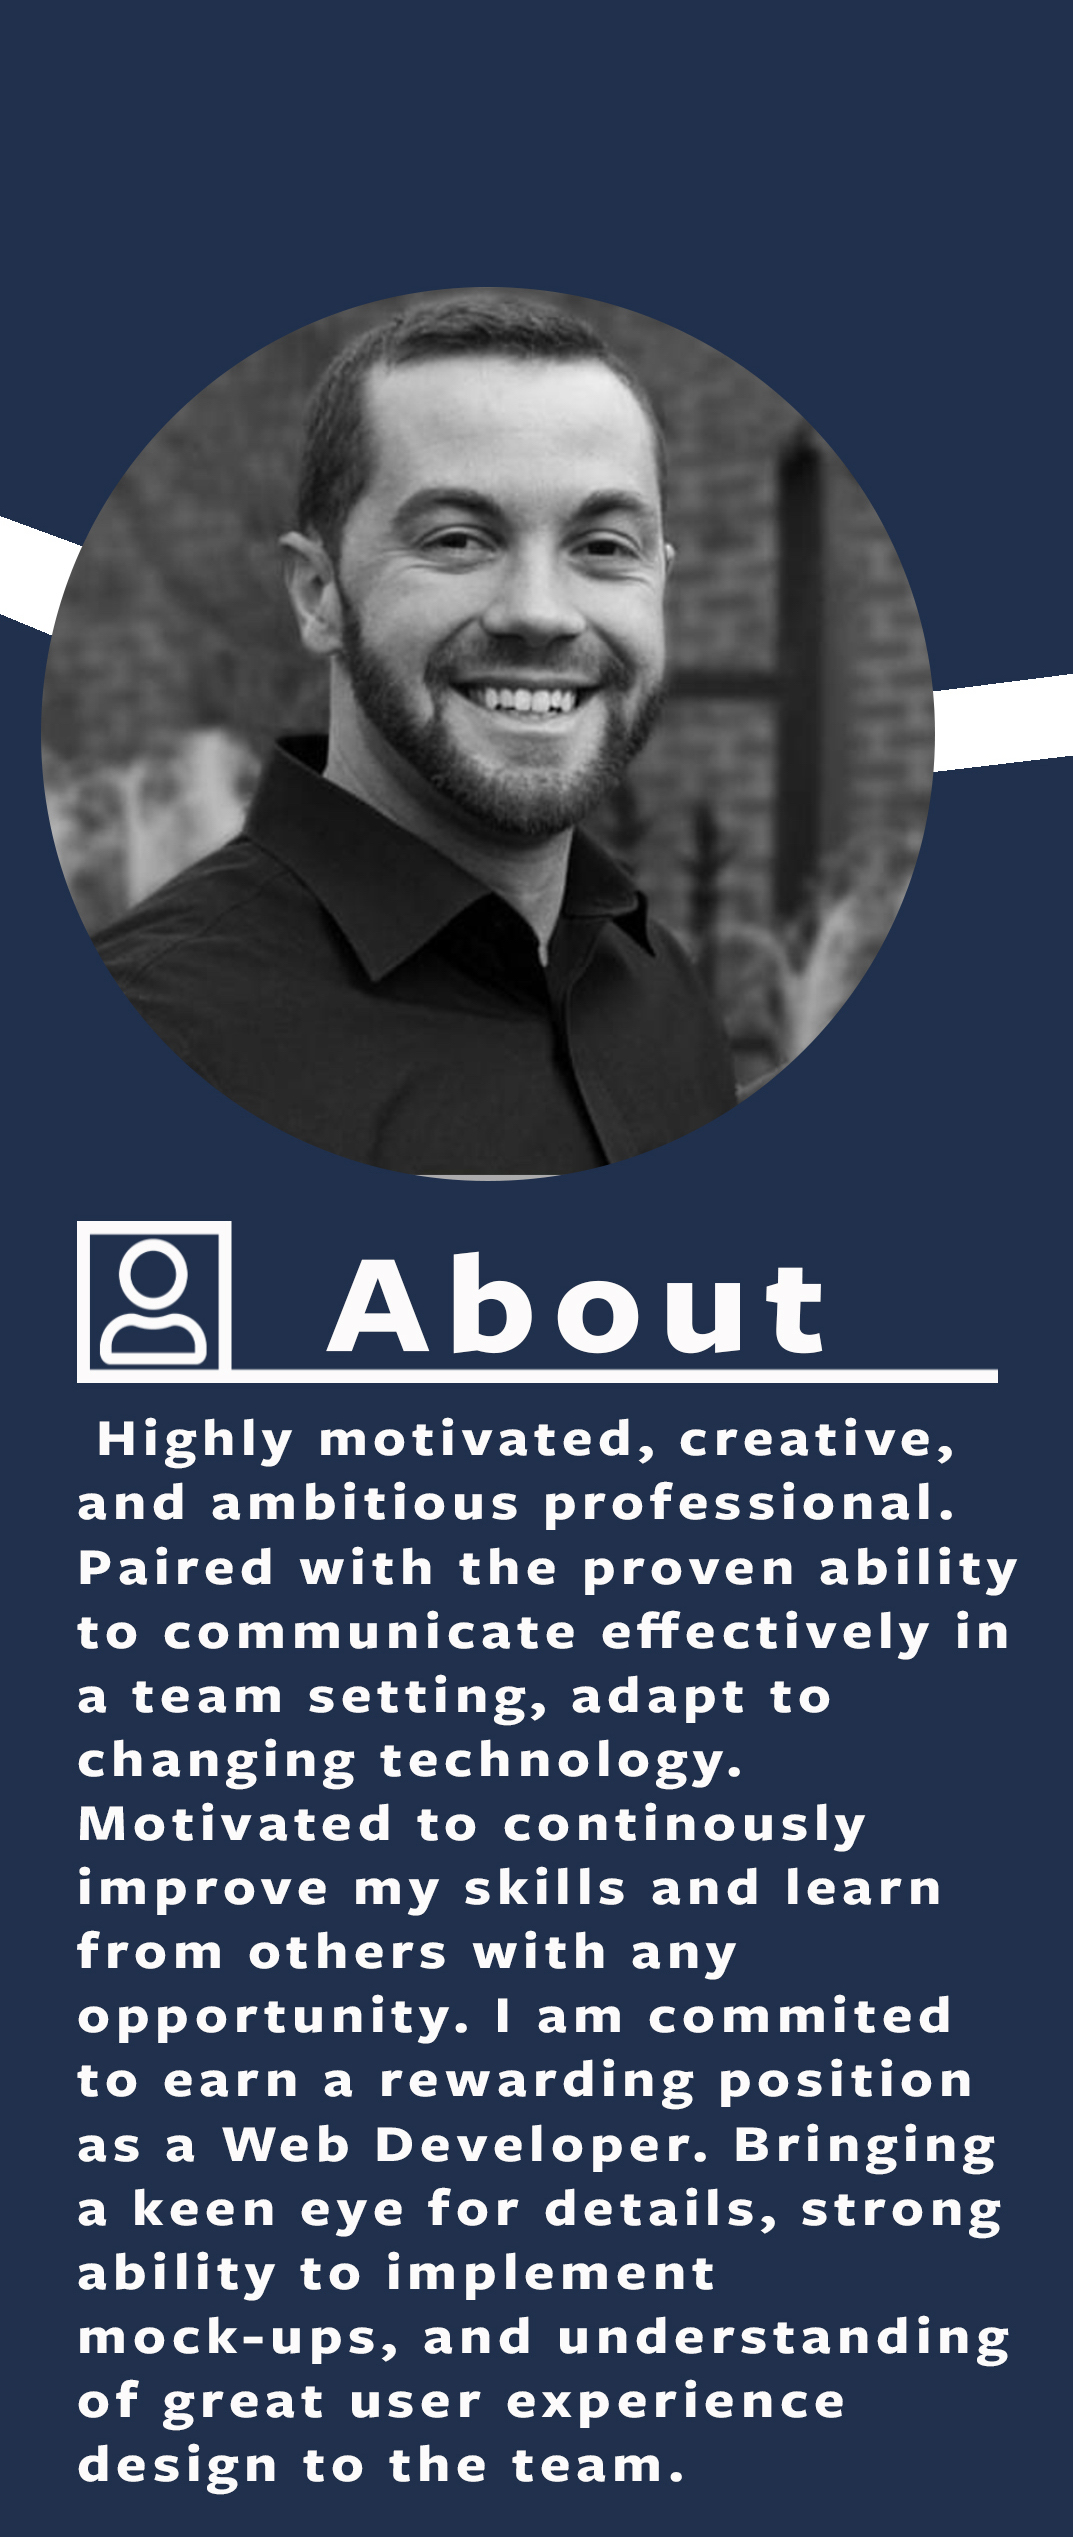 About
Highly motivated, creative,
and ambitious professional.
Paired with the proven ability
to communicate effectively in
a team setting, adapt to
changing technology.
Motivated to continously
improve my skills and learn
from others with any
opportunity. I am commited
to earn a rewarding position
as a Web Developer. Bringing
a keen eye for details, strong
ability to implement
mock-ups, and understanding
of great user experience
design to the team.